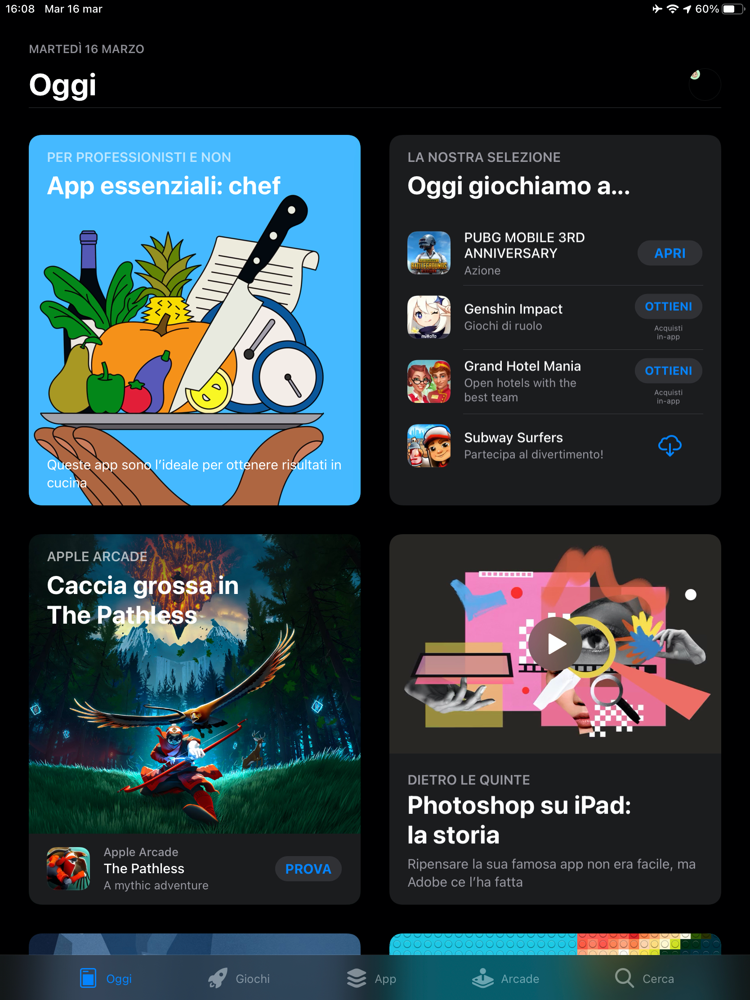 16:08 Mar 16 mar
60%
MARTEDÌ 16 MARZO
Oggi
PER PROFESSIONISTI E NON
App essenziali: chef
Queste app sono l’ideale per ottenere risultati in
cucina
LA NOSTRA SELEZIONE
Oggi giochiamo a...
BATTLEGROUNDS
MOBILE
PUBG MOBILE 3RD
ANNIVERSARY
Azione
APRI
miHoYo
Genshin Impact
Giochi di ruolo
OTTIENI
Acquisti
in-app
Grand Hotel Mania
Open hotels with the
best team
OTTIENI
Acquisti
in-app
Subway Surfers
Partecipa al divertimento!
APPLE ARCADE
Caccia grossa in
The Pathless
Apple Arcade
The Pathless
A mythic adventure
PROVA
DIETRO LE QUINTE
Photoshop su iPad:
la storia
Ripensare la sua famosa app non era facile, ma
Adobe ce l’ha fatta
Oggi
Giochi
App
Arcade
Cerca